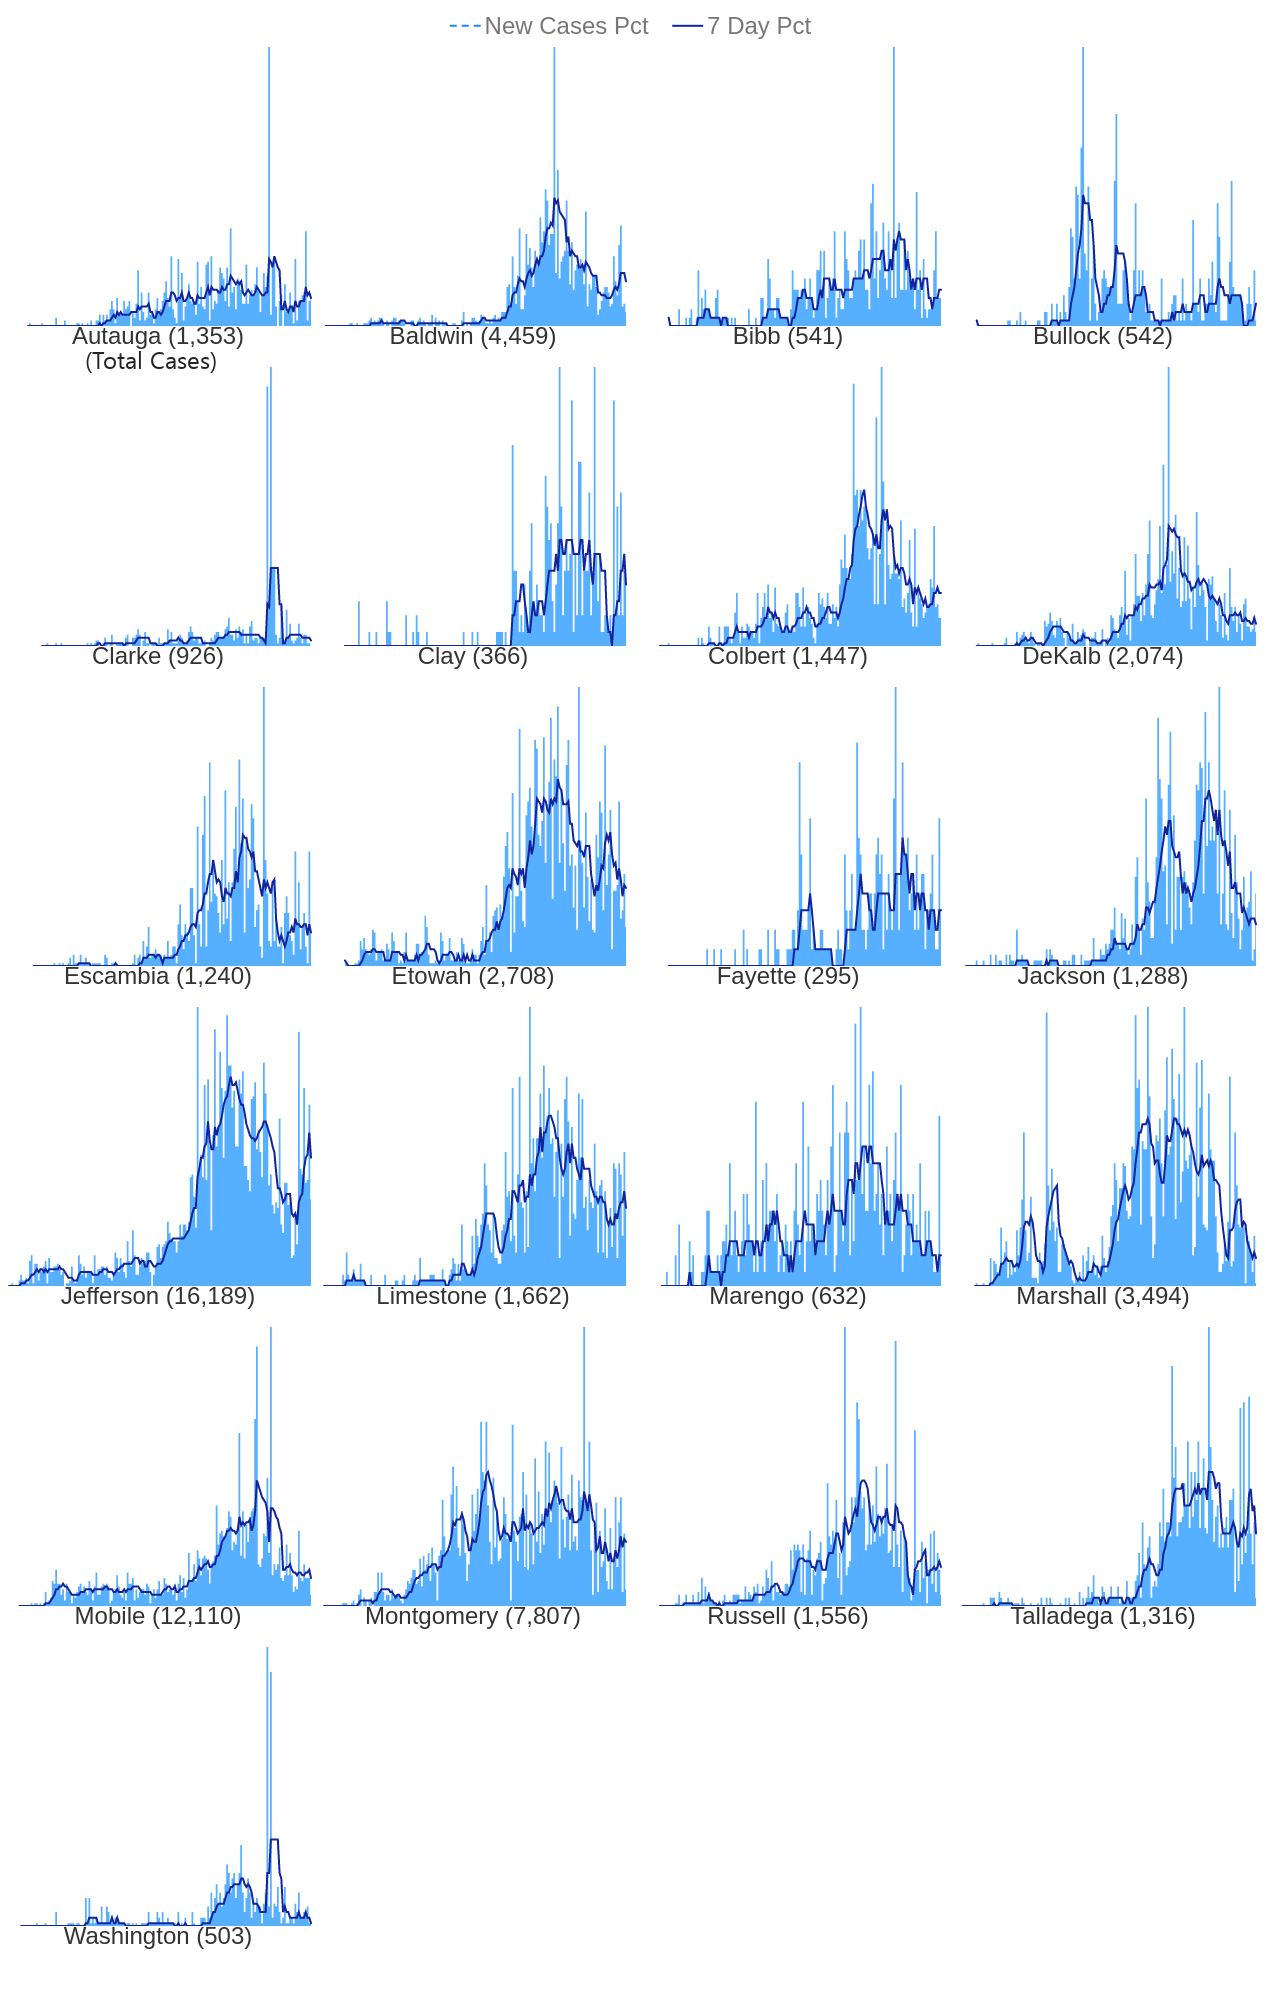 New Cases Pct 7 Day Pct
Autauga (1,353) Baldwin (4,459) Bibb (541) Bullock (542)
(Total Cases)
Clarke (926) Clay (366) Colbert (1,447) DeKalb (2,074)
Escambia (1,240) Etowah (2,708) Fayette (295) Jackson (1,288)
Jefferson (16,189) Limestone (1,662) Marengo (632) Marshall (3,494)
Mobile (12,110) Montgomery (7,807) Russell (1,556) Talladega (1,316)
Washington (503)